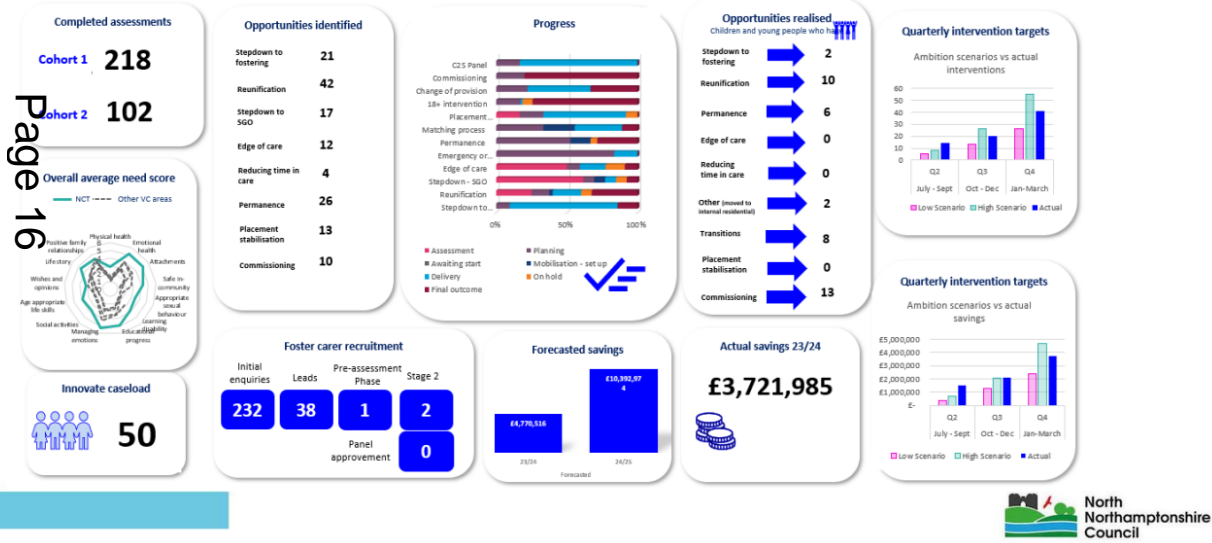 Completed assessments
Cohort 1 218
Cohort 2 102
Page 16
Overall average need score
NCT Other VC areas
Physical health
Emotional
health
Attachments
Safe in-
community
Appropriate
sexual
behaviour
Learning
disability
Educational
progress
Managing
emotions
Social activities
Age appropriate
life skills
Wishes and
opinions
Life story
Positive family
relationships
6
5
4
Innovate caseload
50
Opportunities identified
Stepdown to
fostering 21
Reunification 42
Stepdown to
SGO 17
Edge of care 12
Reducing time in
care 4
Permanence 26
Placement
stabilisation 13
Commissioning 10
Progress
C25 Panel
Commissioning
Change of provision
18+ intervention
Placement...
Matching process
Permanence
Emergency or...
Edge of care
Stepdown - SGO
Reunification
Stepdown to...
0% 50% 100%
Assessment Planning
Awaiting start Mobilisation - set up
Delivery On hold
Final outcome
Opportunities realised
Children and young people who ha
Stepdown to
fostering 2
Reunification 10
Permanence 6
Edge of care 0
Reducing
time in care 0
Other (moved to
internal residential) 2
Transitions 8
Placement
stabilisation 0
Commissioning 13
Quarterly intervention targets
Ambition scenarios vs actual
interventions
60
50
40
30
20
10
0
Q2 Q3 Q4
July - Sept Oct - Dec Jan-March
Low Scenario High Scenario Actual
Quarterly intervention targets
Ambition scenarios vs actual
savings
£5,000,000
£4,000,000
£3,000,000
£2,000,000
£1,000,000
£-
Q2 Q3 Q4
July - Sept Oct - Dec Jan-March
Low Scenario High Scenario Actual
Foster carer recruitment
Initial
enquiries
Leads
Pre-assessment
Phase
Stage 2
232 38 1 2
Panel
approvement 0
Forecasted savings
£4,770,516
£10,392,97
4
23/24 24/25
Forecasted
Actual savings 23/24
£3,721,985
North
Northamptonshire
Council